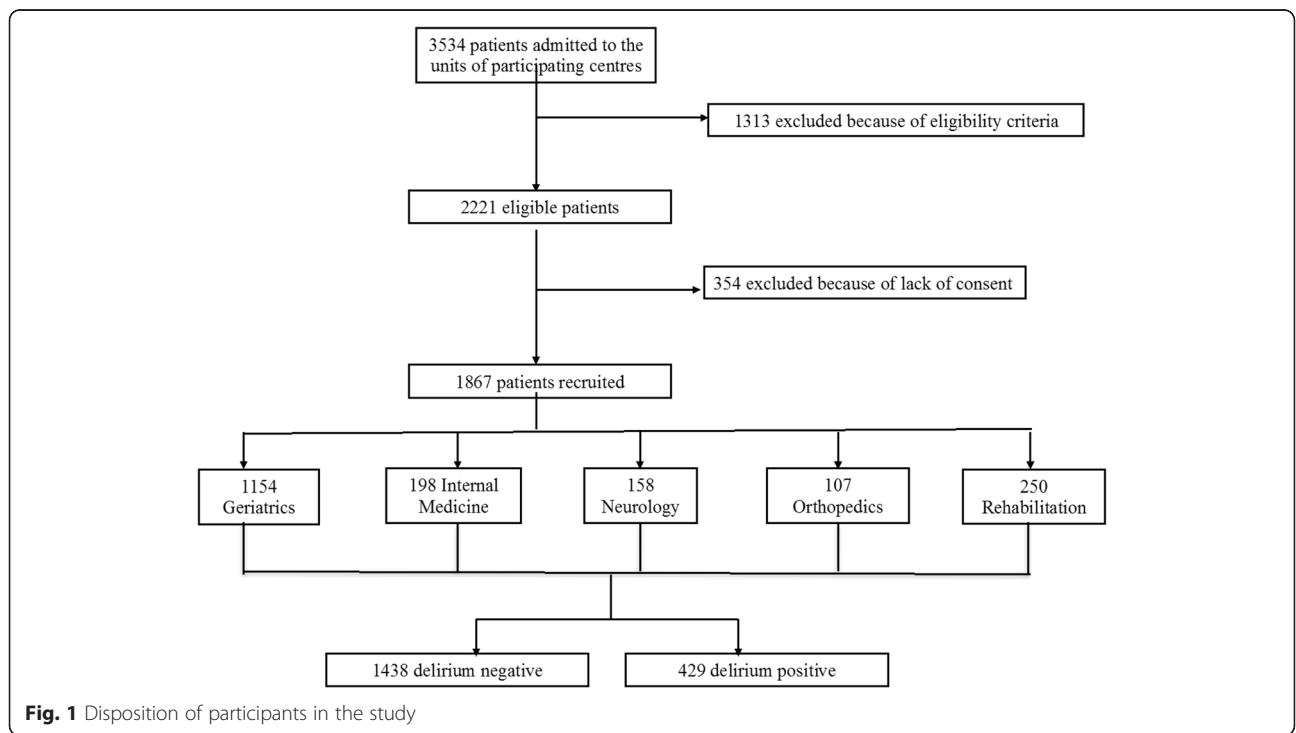 3534 patients admitted to the
units of participating centres
1313 excluded because of eligibility criteria
2221 eligible patients
354 excluded because of lack of consent
1867 patients recruited
1154
Geriatrics
198 Internal
Medicine
158
Neurology
107
Orthopedics
250
Rehabilitation
1438 delirium negative
429 delirium positive
Fig. 1 Disposition of participants in the study